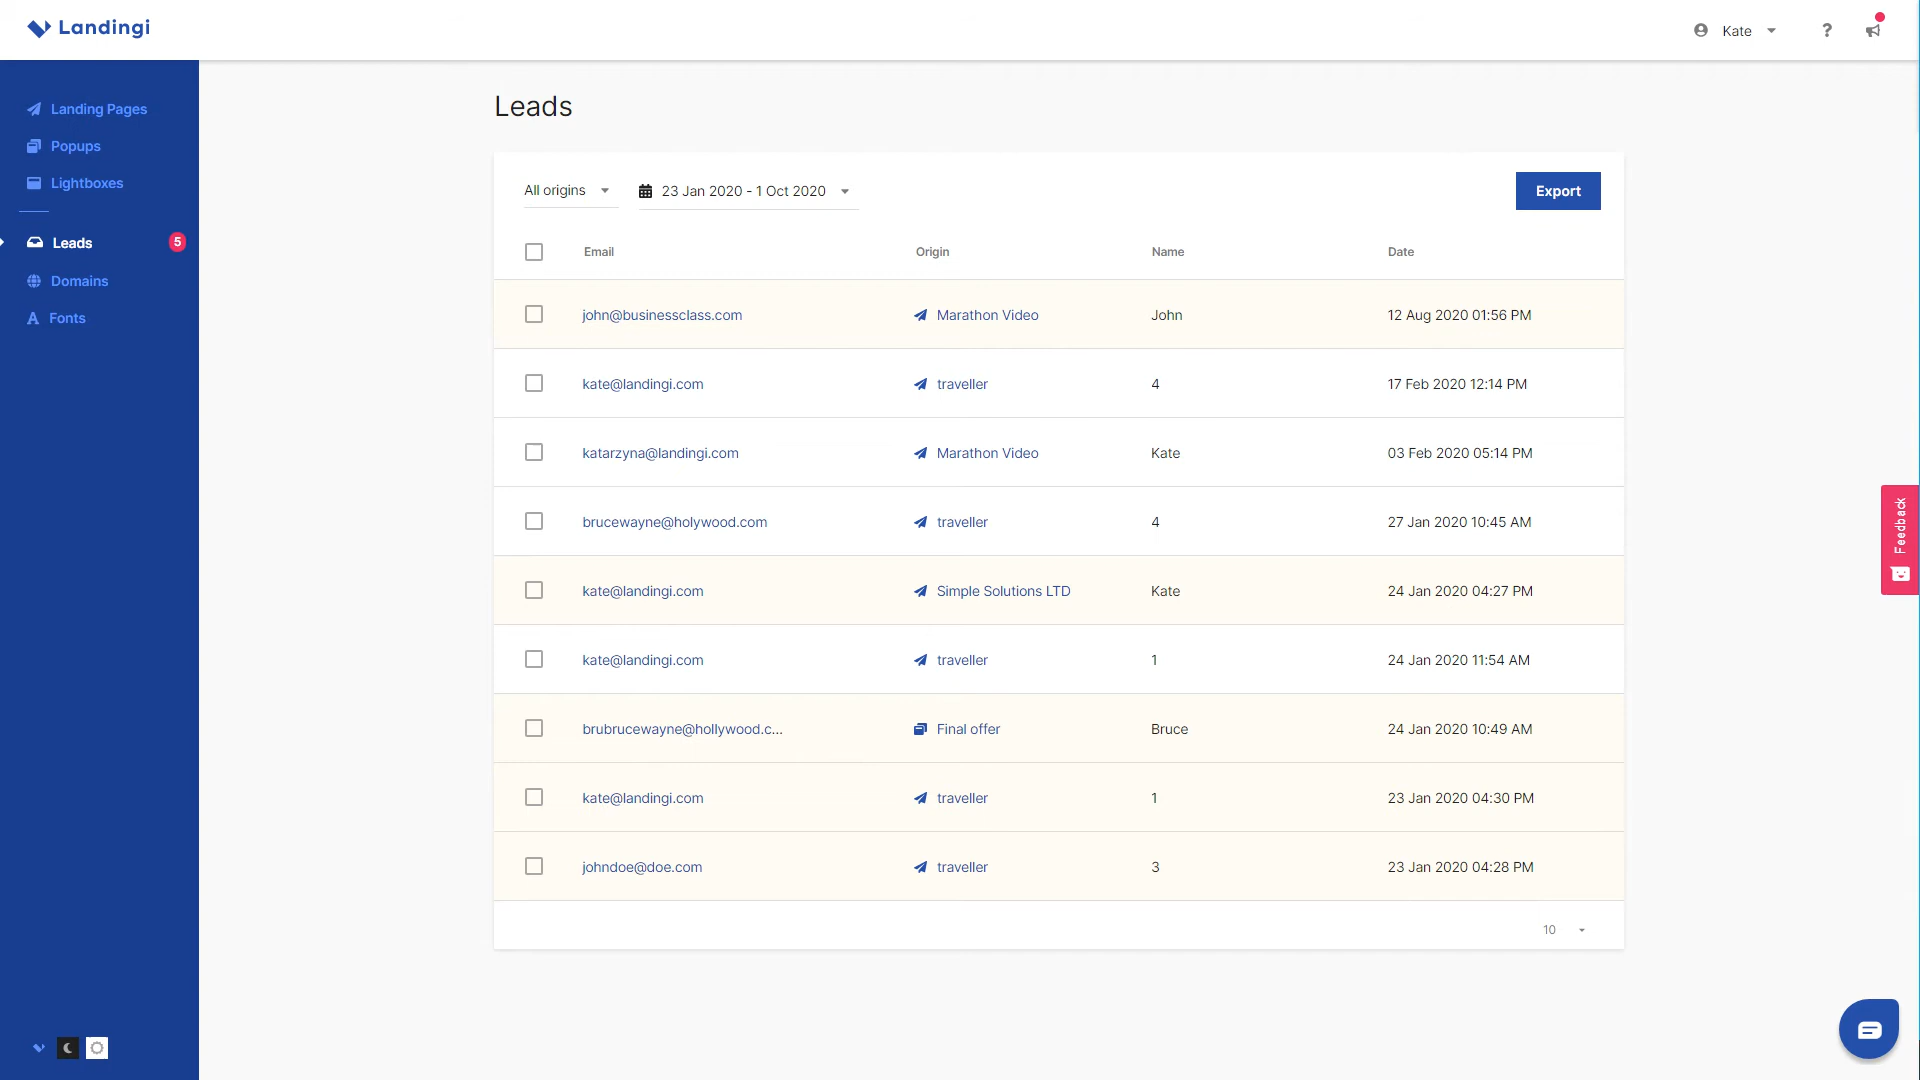 Landingi
Kate
?
Landing Pages
Popups
Lightboxes
Leads 5
Domains
Fonts
Leads
All origins
23 Jan 2020 - 1 Oct 2020
Export
Email Origin Name Date
john@businessclass.com Marathon Video John 12 Aug 2020 01:56 PM
kate@landingi.com traveller 4 17 Feb 2020 12:14 PM
katarzyna@landingi.com Marathon Video Kate 03 Feb 2020 05:14 PM
brucewayne@holywood.com traveller 4 27 Jan 2020 10:45 AM
kate@landingi.com Simple Solutions LTD Kate 24 Jan 2020 04:27 PM
kate@landingi.com traveller 1 24 Jan 2020 11:54 AM
brubrucewayne@hollywood.c... Final offer Bruce 24 Jan 2020 10:49 AM
kate@landingi.com traveller 1 23 Jan 2020 04:30 PM
johndoe@doe.com traveller 3 23 Jan 2020 04:28 PM
10
Feedback